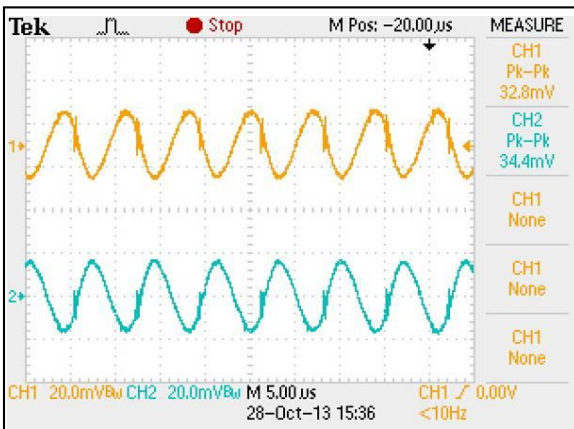 Tek Stop M Pos: -20.00µs MEASURE
CH1
Pk-Pk
32.8mV
CH2
Pk-Pk
34.4mV
CH1
None
CH1
None
CH1
None
1
2
CH1 20.0mVBw CH2 20.0mVBw M 5.00µs CH1 0.00V
28-Oct-13 15:36 <10Hz